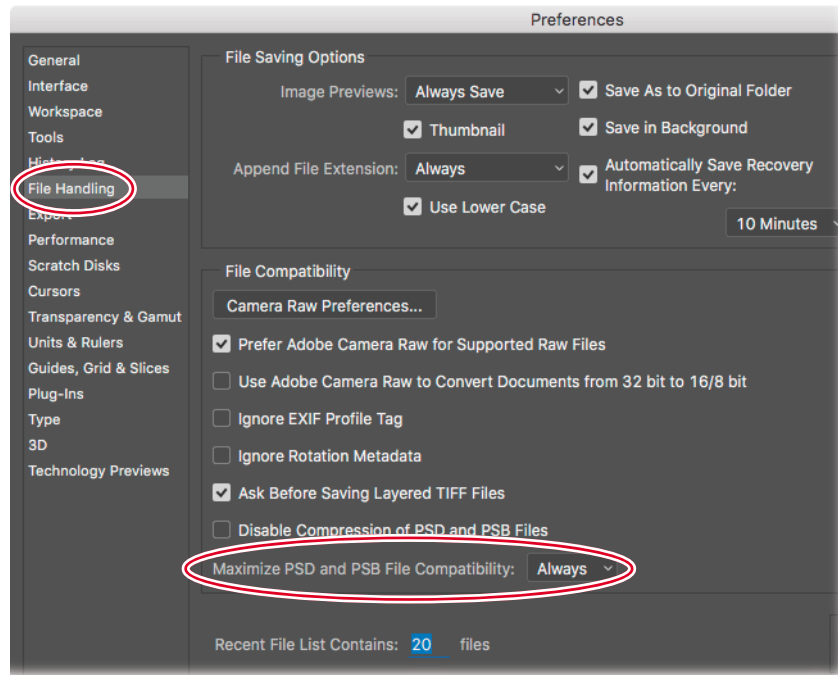 Preferences
General
Interface
Workspace
Tools
History Log
File Handling
Export
Performance
Scratch Disks
Cursors
Transparency & Gamut
Units & Rulers
Guides, Grid & Slices
Plug-Ins
Type
3D
Technology Previews
File Saving Options
Image Previews: Always Save
Thumbnail
Append File Extension: Always
Use Lower Case
Save As to Original Folder
Save in Background
Automatically Save Recovery
Information Every:
10 Minutes
File Compatibility
Camera Raw Preferences...
Prefer Adobe Camera Raw for Supported Raw Files
Use Adobe Camera Raw to Convert Documents from 32 bit to 16/8 bit
Ignore EXIF Profile Tag
Ignore Rotation Metadata
Ask Before Saving Layered TIFF Files
Disable Compression of PSD and PSB Files
Maximize PSD and PSB File Compatibility: Always
Recent File List Contains: 20 files